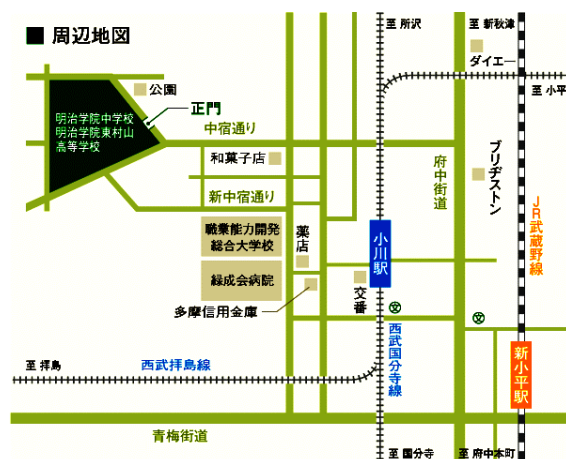 ■ 周辺地図
至 所沢
至 新秋津
ダイエー
公園
正門
至 小平
明治学院中学校
明治学院東村山
高等学校
中宿通り
和菓子店
府中街道
ブリヂストン
新中宿通り
JR武蔵野線
職業能力開発
総合大学校
薬店
小川駅
緑成会病院
交番
多摩信用金庫
文
文
至 拝島
西武拝島線
西武国分寺線
新小平駅
青梅街道
至 国分寺
至 府中本町